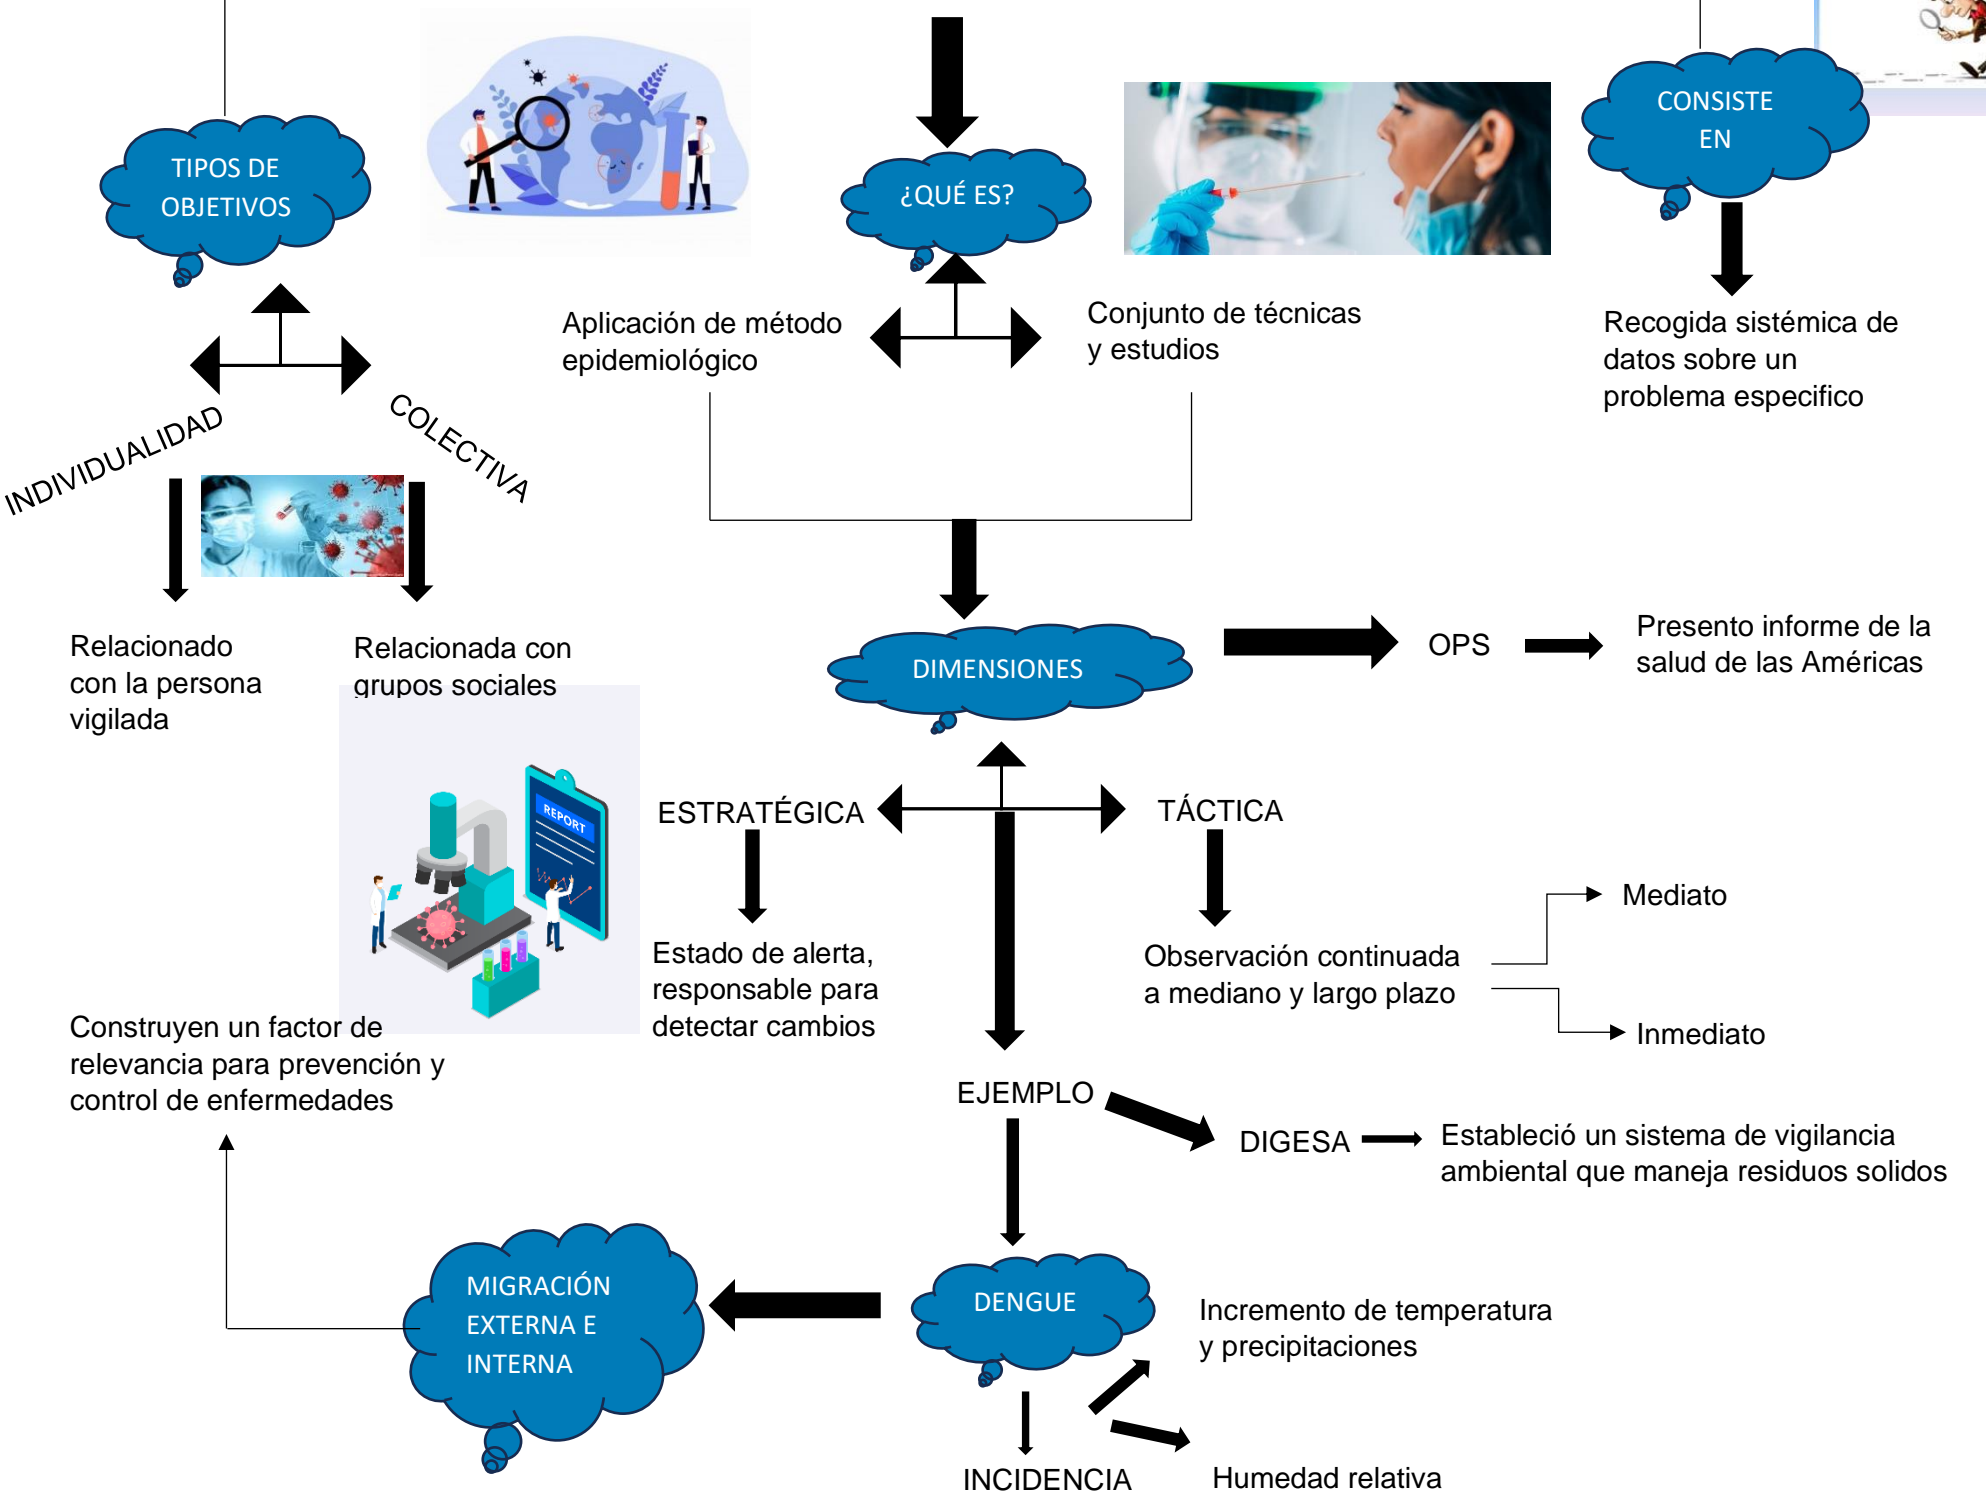 CONSISTE
EN
TIPOS DE
OBJETIVOS
¿QUÉ ES?
Aplicación de método
epidemiológico
Conjunto de técnicas
y estudios
Recogida sistémica de
datos sobre un
problema especifico
INDIVIDUALIDAD
COLECTIVA
Relacionado
con la persona
vigilada
Relacionada con
grupos sociales
DIMENSIONES
OPS
Presento informe de la
salud de las Américas
REPORT
ESTRATÉGICA
TÁCTICA
Estado de alerta,
responsable para
detectar cambios
Observación continuada
a mediano y largo plazo
Mediato
Inmediato
Construyen un factor de
relevancia para prevención y
control de enfermedades
EJEMPLO
DIGESA
Estableció un sistema de vigilancia
ambiental que maneja residuos solidos
MIGRACIÓN
EXTERNA E
INTERNA
DENGUE
Incremento de temperatura
y precipitaciones
INCIDENCIA
Humedad relativa